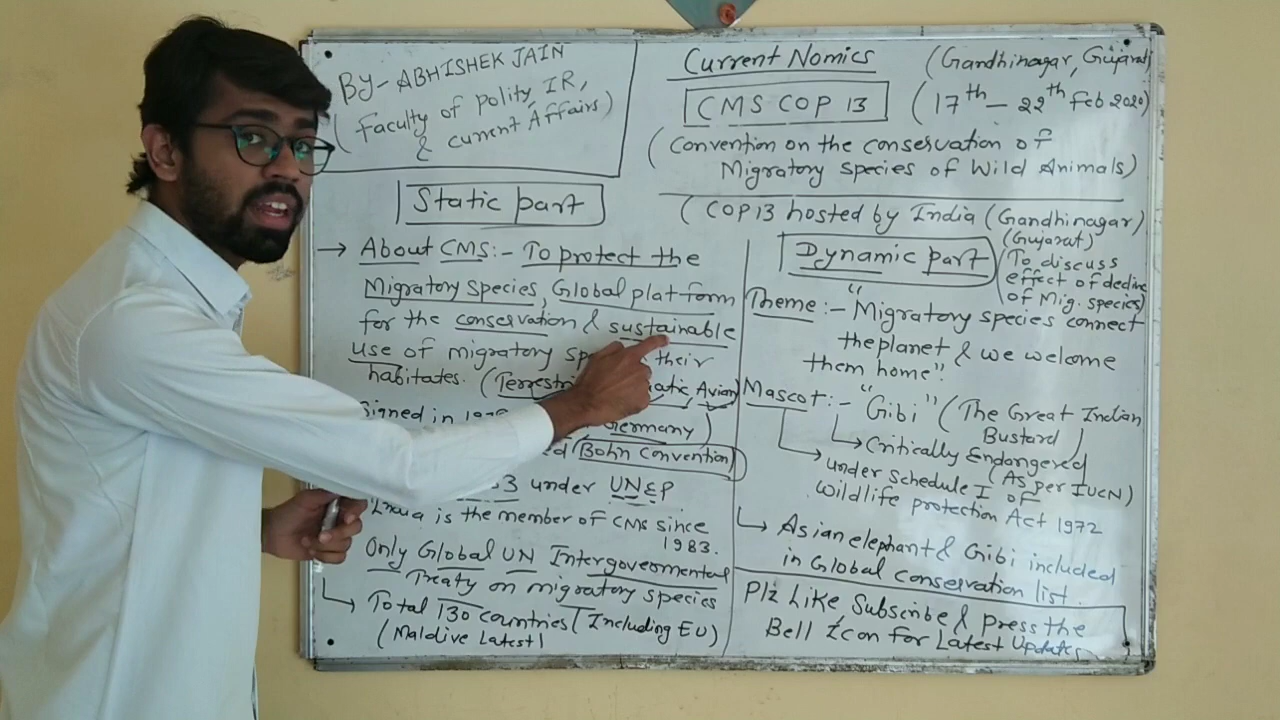 By- ABHISHEK JAIN
(Faculty of polity, IR,
& current Affairs)
Current Nomics
(Gandhinagar, Gujarat)
CMS COP 13
(17th - 22th Feb 2020)
(Convention on the conservation of
Migratory species of Wild Animals)
(COP13 hosted by India (Gandhinagar)
(Gujarat)
Static part
→ About CMS:- To protect the
Migratory Species, Global platform
for the conservation & sustainable
use of migratory their
habitates. (Avian)
Signed in
Germany)
(Bohn Convention)
under UNEP
is the member of CMS since
1983.
Only Global UN Intergovernmental
Treaty on migratory species
→ Total 130 countries (Including EU)
(Maldive Latest)
Dynamic part
(To discuss
effect of decline
of Mig. species)
Theme:- "Migratory species connect
the planet & we welcome
them home".
Mascot:- "Gibi" (The Great Indian
Bustard)
→ Critically Endangered
(As per IUCN)
→ under schedule I of
wildlife protection Act 1972
→ Asian elephant & Gibi included
in Global conservation list.
Plz Like Subscribe & press the
Bell Icon for Latest Updates